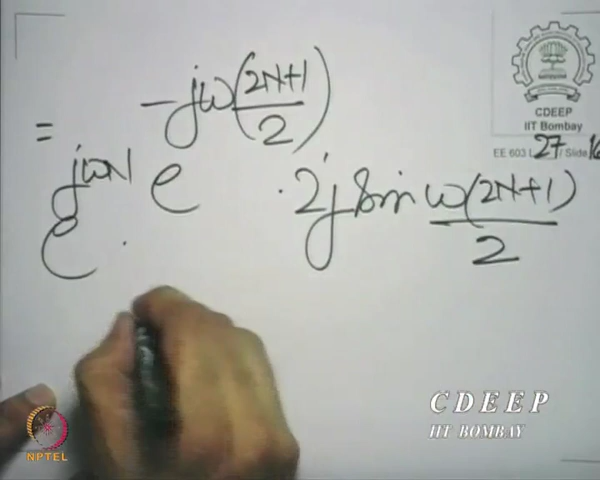 = e^{jωN} · e^{-jω(2N+1)/2} · 2j sin ω(2N+1)/2
CDEEP
IIT Bombay
EE 603 L 27 / Slide 16
CDEEP
IIT BOMBAY
NPTEL